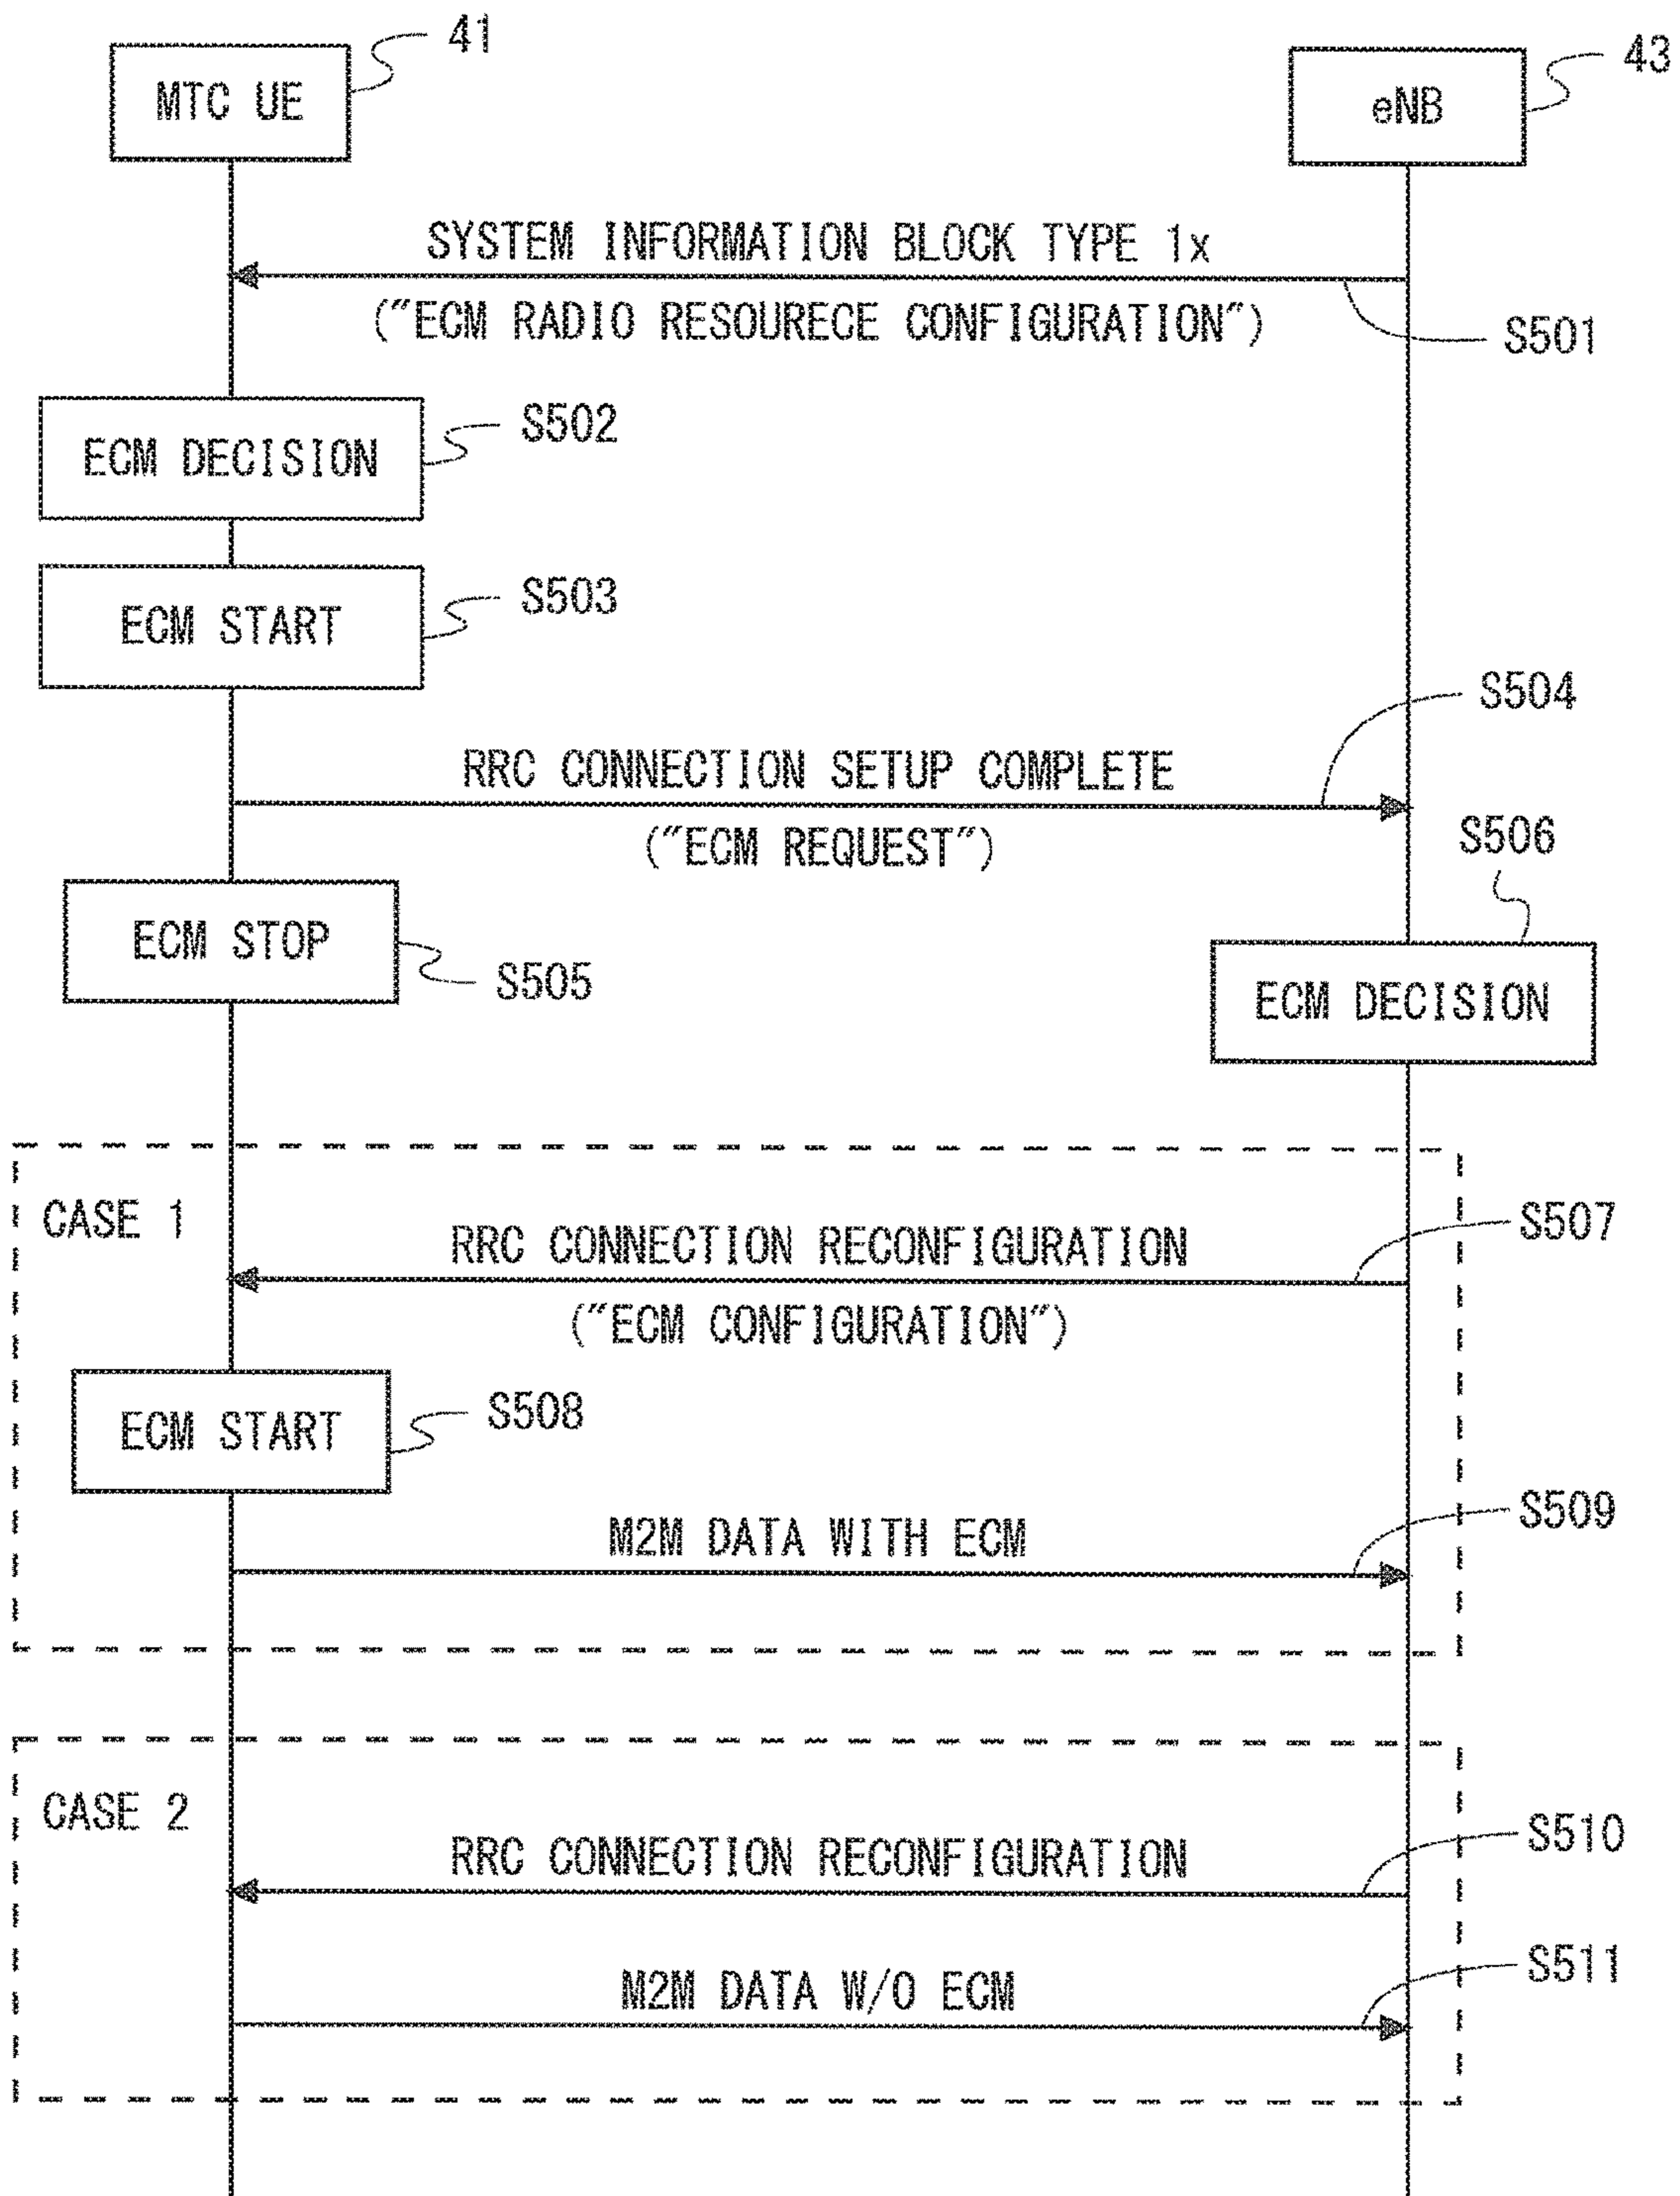 41
43
MTC UE
eNB
SYSTEM INFORMATION BLOCK TYPE 1x
("ECM RADIO RESOURECE CONFIGURATION")
S501
ECM DECISION
S502
ECM START
S503
S504
RRC CONNECTION SETUP COMPLETE
("ECM REQUEST")
S506
ECM STOP
S505
ECM DECISION
CASE 1
S507
RRC CONNECTION RECONFIGURATION
("ECM CONFIGURATION")
ECM START
S508
S509
M2M DATA WITH ECM
CASE 2
S510
RRC CONNECTION RECONFIGURATION
S511
M2M DATA W/O ECM